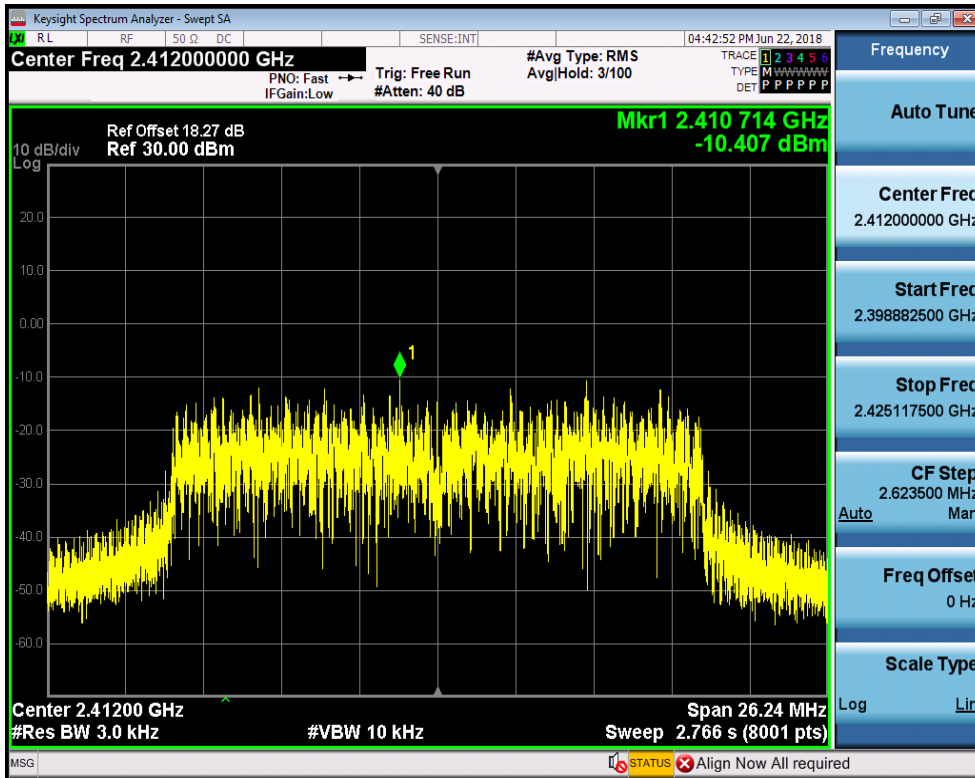 Keysight Spectrum Analyzer - Swept SA
LXI RL RF 50 Ω DC SENSE:INT 04:42:52 PM Jun 22, 2018
Center Freq 2.412000000 GHz
PNO: Fast
IFGain:Low
Trig: Free Run
#Atten: 40 dB
#Avg Type: RMS
Avg|Hold: 3/100
TRACE 1 2 3 4 5 6
TYPE M W W W W W
DET P P P P P P
Ref Offset 18.27 dB
10 dB/div Ref 30.00 dBm
Log
Mkr1 2.410 714 GHz
-10.407 dBm
20.0
10.0
0.00
-10.0
-20.0
-30.0
-40.0
-50.0
-60.0
1
Center 2.41200 GHz Span 26.24 MHz
#Res BW 3.0 kHz #VBW 10 kHz Sweep 2.766 s (8001 pts)
MSG STATUS Align Now All required
Frequency
Auto Tune
Center Freq
2.412000000 GHz
Start Freq
2.398882500 GHz
Stop Freq
2.425117500 GHz
CF Step
2.623500 MHz
Auto Man
Freq Offset
0 Hz
Scale Type
Log Lin